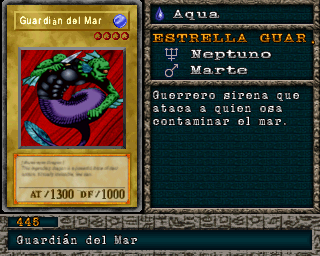 Guardián del Mar
AT/1300 DF/1000
Aqua
ESTRELLA GUAR.
Neptuno
Marte
Guerrero sirena que
ataca a quien osa
contaminar el mar.
445
Guardián del Mar